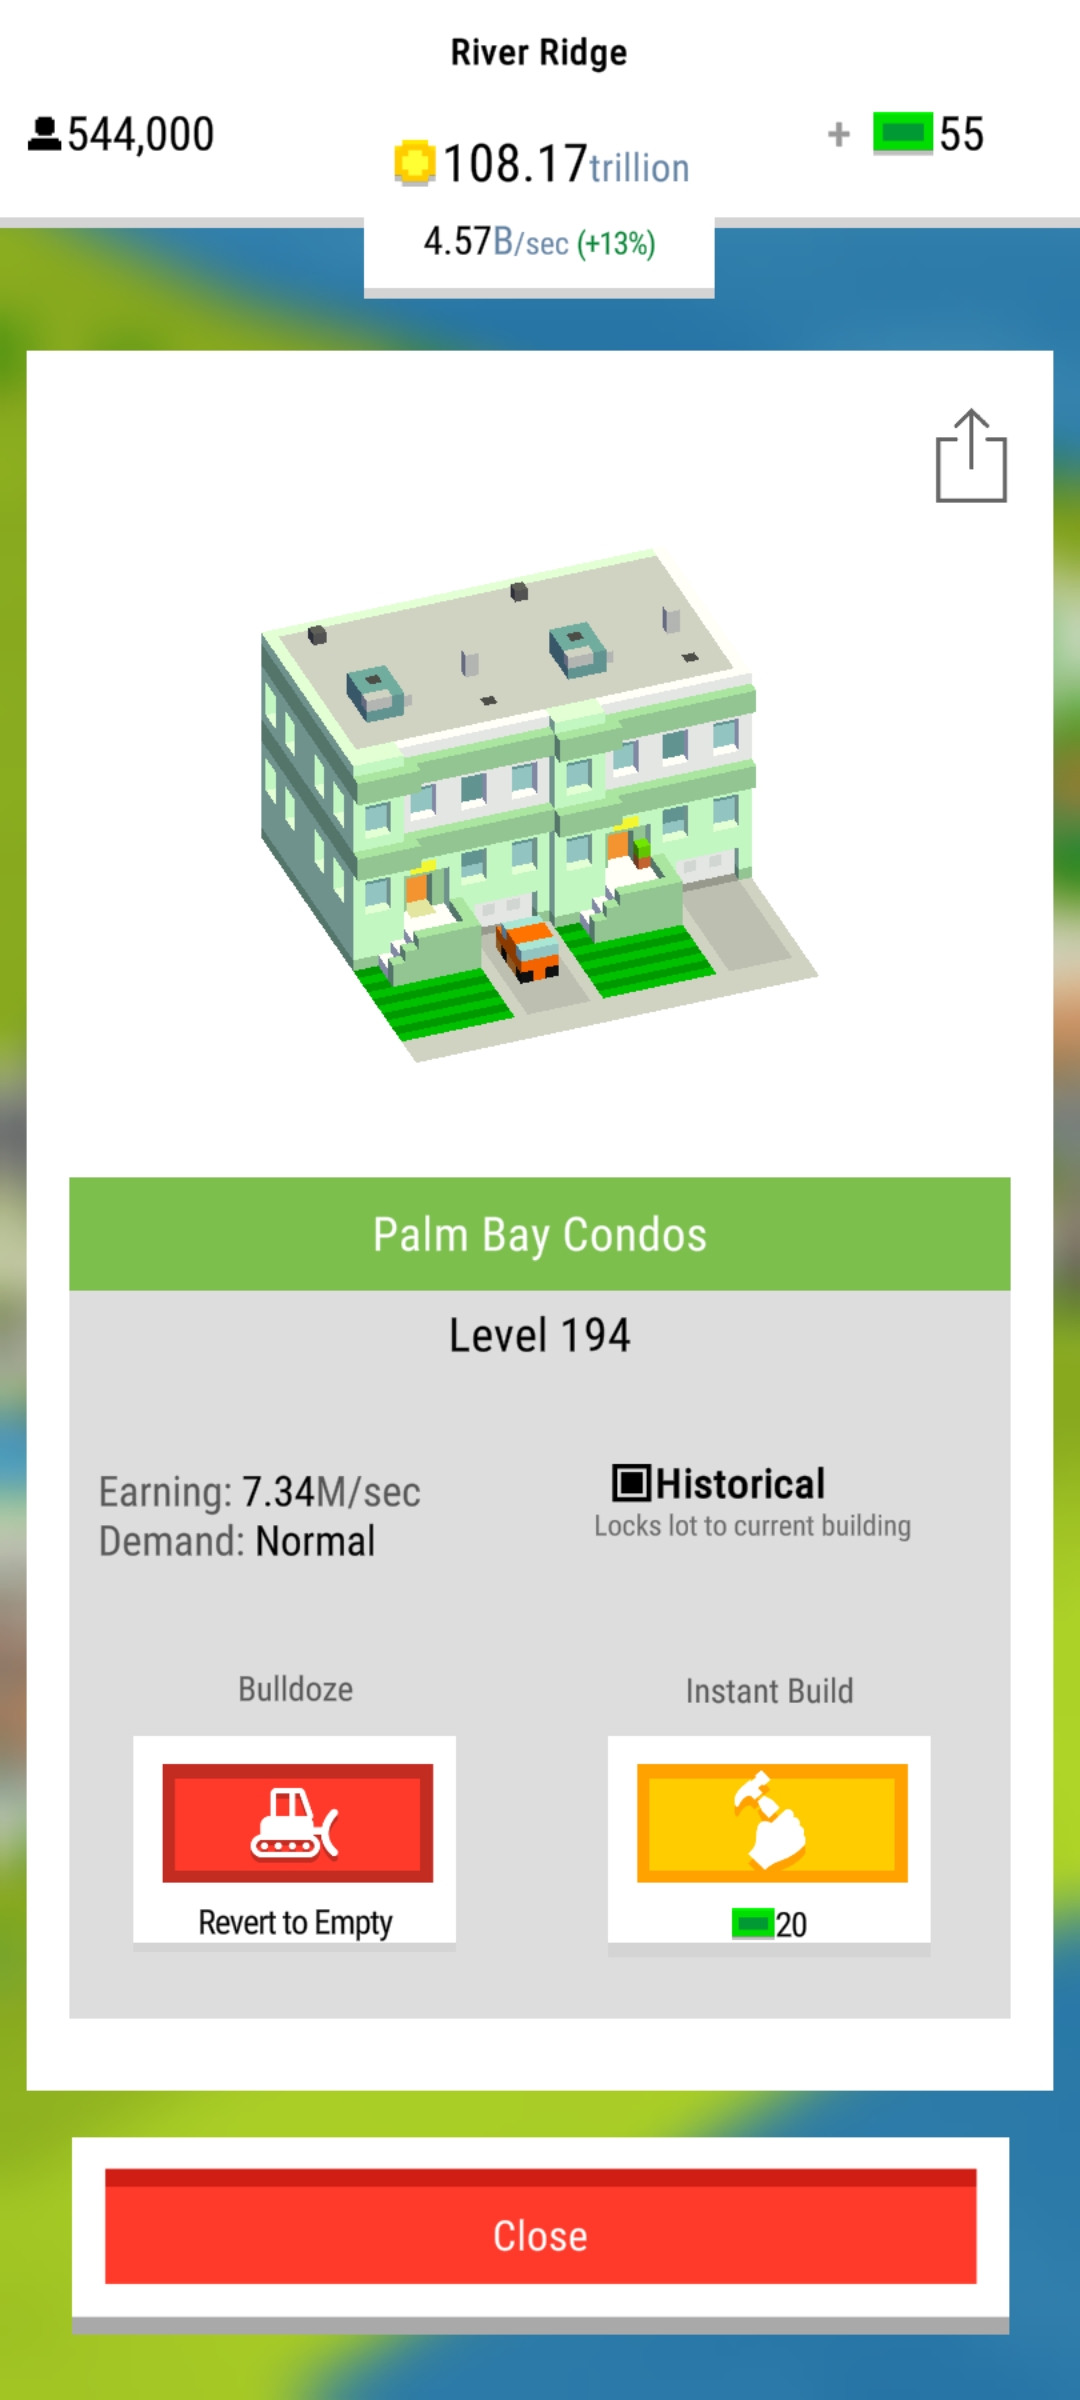 River Ridge
544,000
108.17trillion
+ 55
4.57B/sec (+13%)
Palm Bay Condos
Level 194
Earning: 7.34M/sec
Demand: Normal
Historical
Locks lot to current building
Bulldoze
Revert to Empty
Instant Build
20
Close